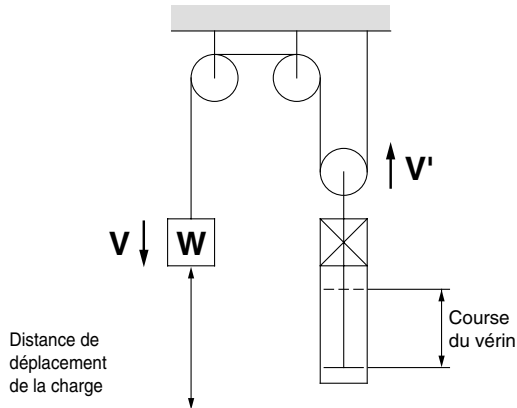 V'
V
W
Distance de
déplacement
de la charge
Course
du vérin